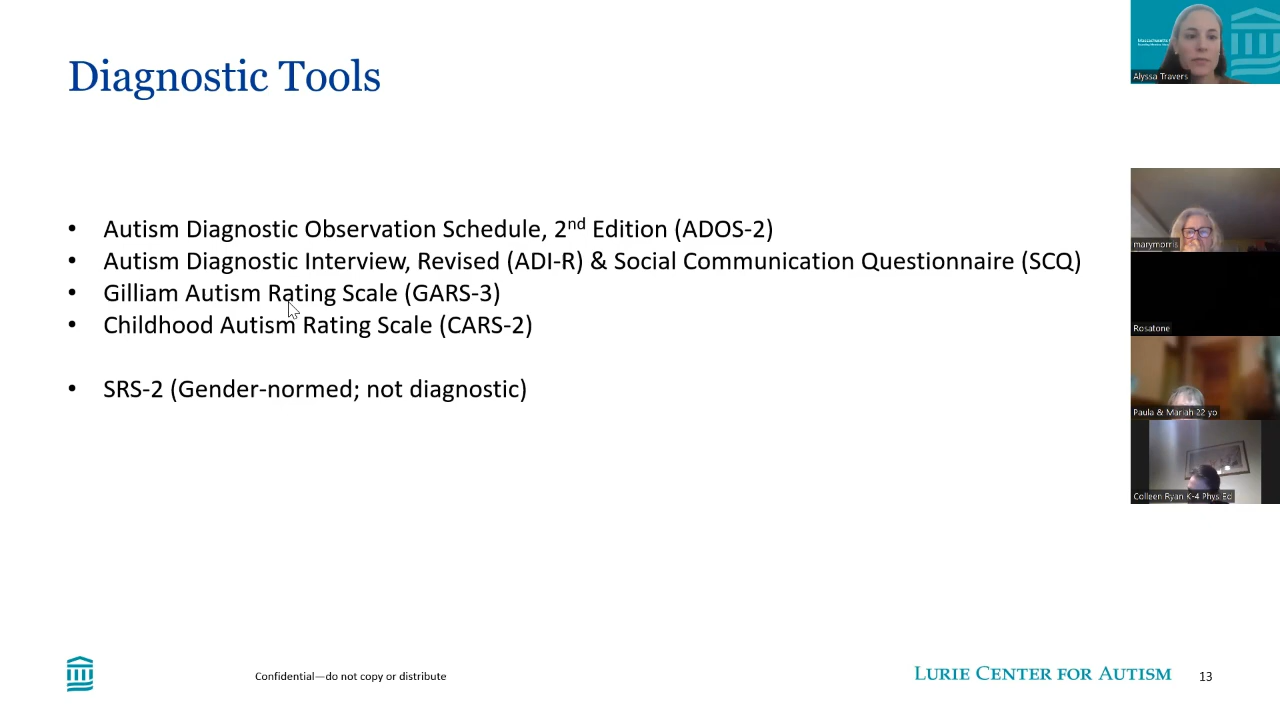 Diagnostic Tools
• Autism Diagnostic Observation Schedule, 2nd Edition (ADOS-2)
• Autism Diagnostic Interview, Revised (ADI-R) & Social Communication Questionnaire (SCQ)
• Gilliam Autism Rating Scale (GARS-3)
• Childhood Autism Rating Scale (CARS-2)
• SRS-2 (Gender-normed; not diagnostic)
Confidential—do not copy or distribute
LURIE CENTER FOR AUTISM
13
Alyssa Travers
marymorris
Rosatone
Paula & Mariah 22 yo
Colleen Ryan K-4 Phys Ed